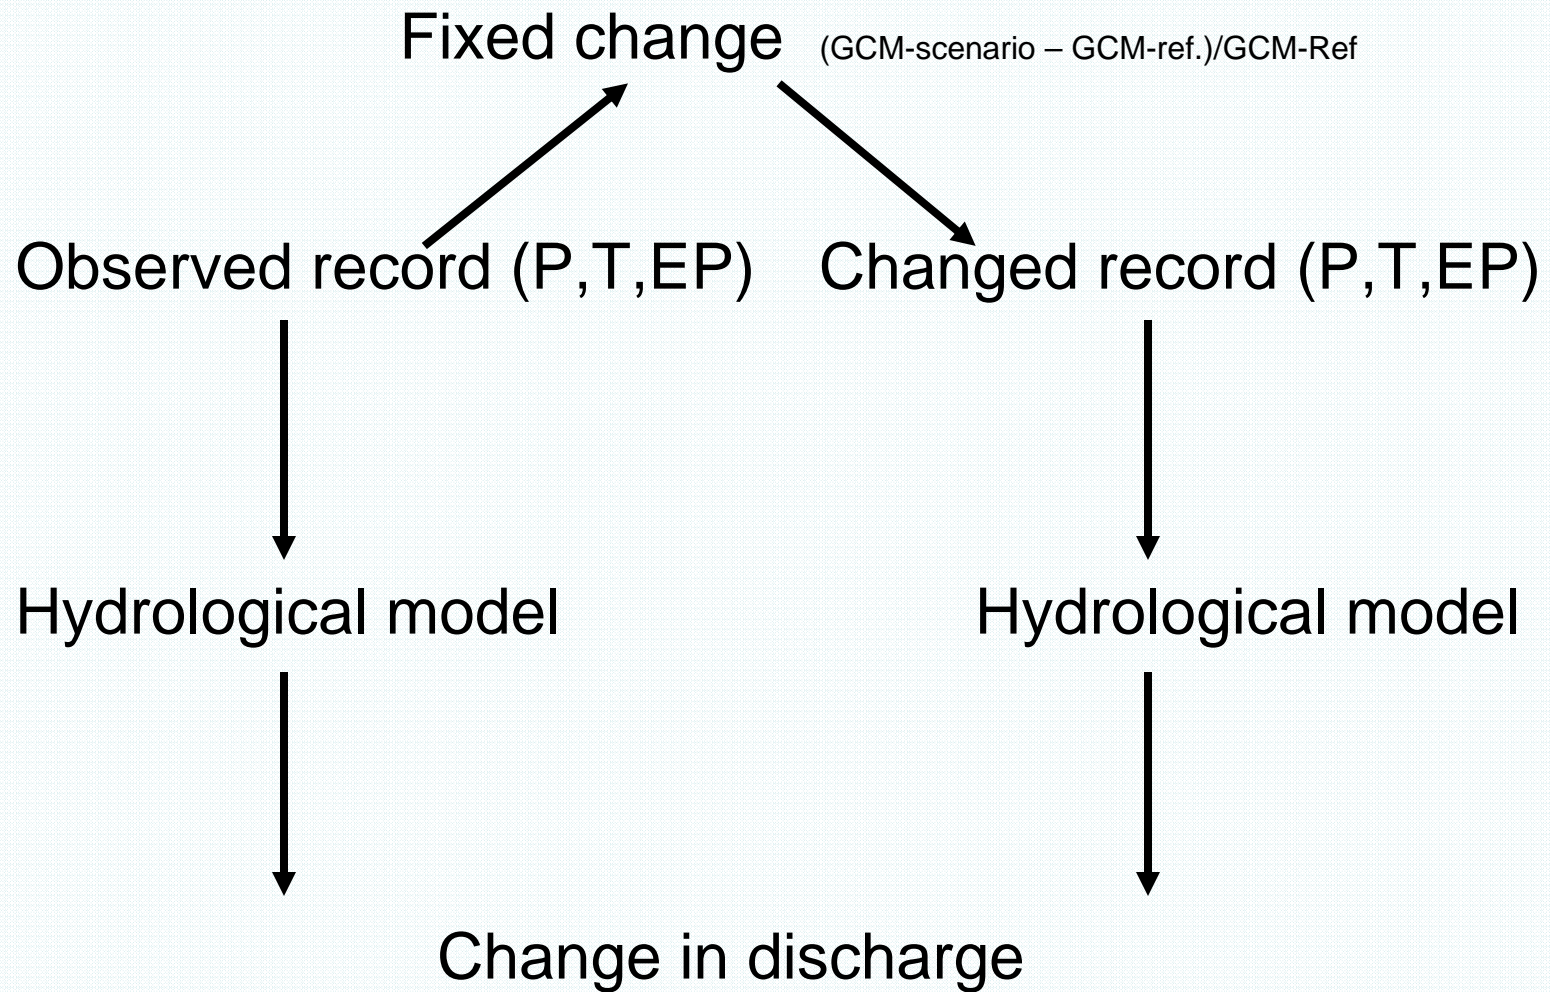 Fixed change (GCM-scenario – GCM-ref.)/GCM-Ref
Observed record (P,T,EP) Changed record (P,T,EP)
Hydrological model Hydrological model
Change in discharge